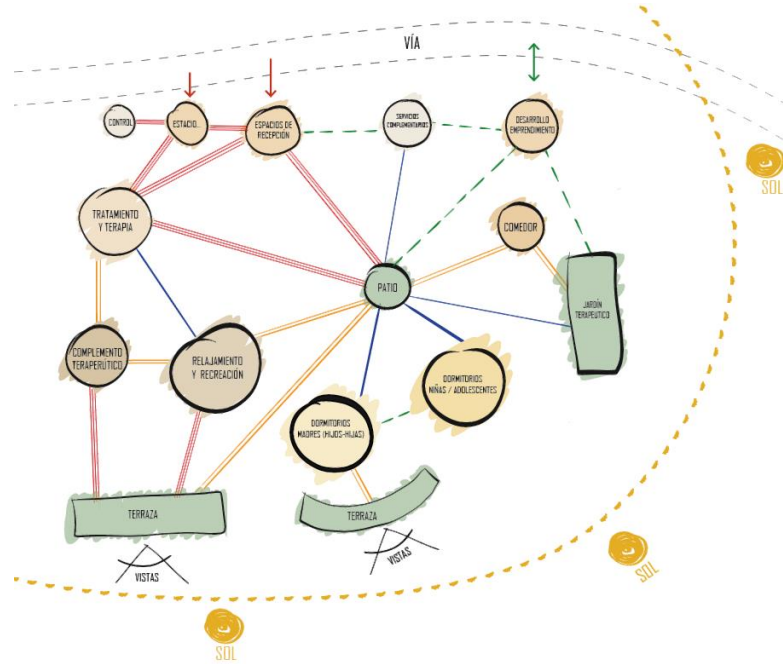 VÍA
CONTROL
ESTACIO..
ESPACIOS DE
RECEPCIÓN
SERVICIOS
COMPLEMENTARIOS
DESARROLLO
EMPRENDIMIENTO
SOL
TRATAMIENTO
Y TERAPIA
COMEDOR
PATIO
JARDÍN
TERAPEÚTICO
COMPLEMENTO
TERAPERÚTICO
RELAJAMIENTO
Y RECREACIÓN
DORMITORIOS
NIÑAS / ADOLESCENTES
DORMITORIOS
MADRES (HIJOS-HIJAS)
TERRAZA
TERRAZA
VISTAS
VISTAS
SOL
SOL